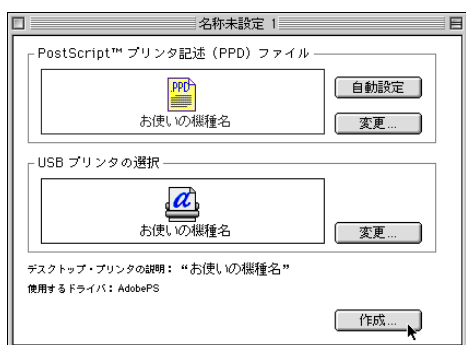 名称未設定 1
PostScript™ プリンタ記述（PPD）ファイル
.PPD
自動設定
お使いの機種名
変更...
USB プリンタの選択
a
お使いの機種名
変更...
デスクトップ・プリンタの説明：“お使いの機種名”
使用するドライバ：AdobePS
作成...